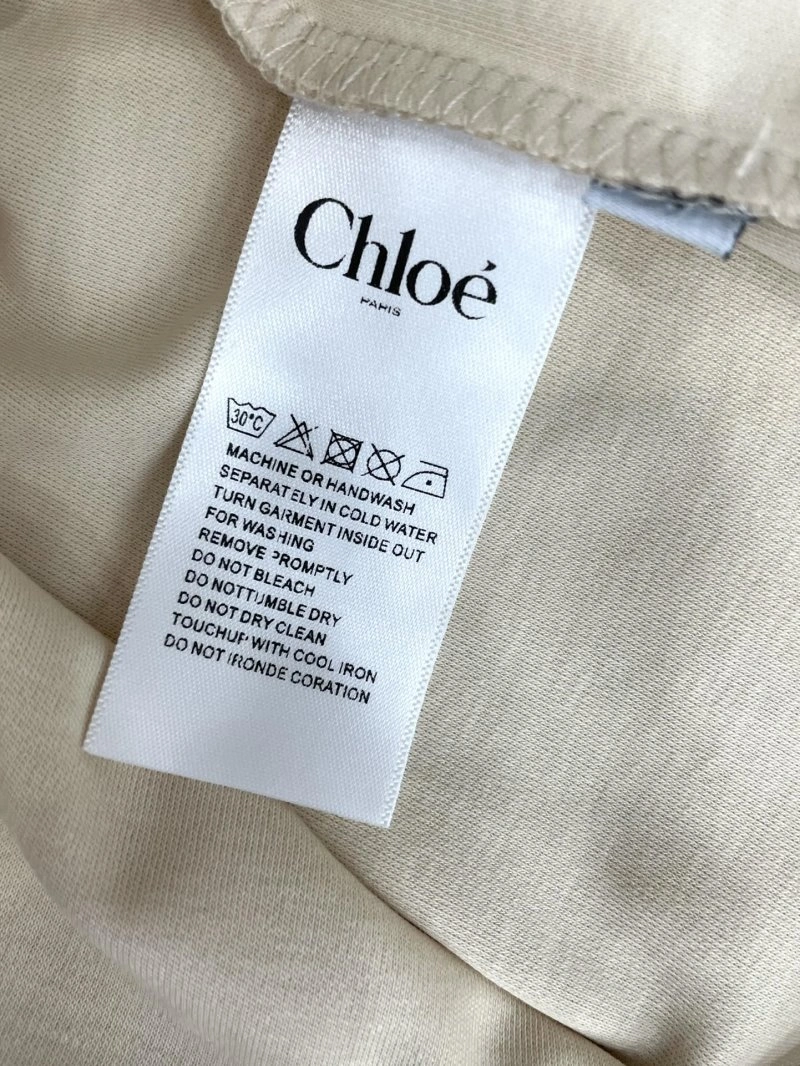 Chloé
PARIS
30°C
MACHINE OR HANDWASH
SEPARATELY IN COLD WATER
TURN GARMENT INSIDE OUT
FOR WASHING
REMOVE PROMPTLY
DO NOT BLEACH
DO NOTTUMBLE DRY
DO NOT DRY CLEAN
TOUCHUP WITH COOL IRON
DO NOT IRONDE CORATION